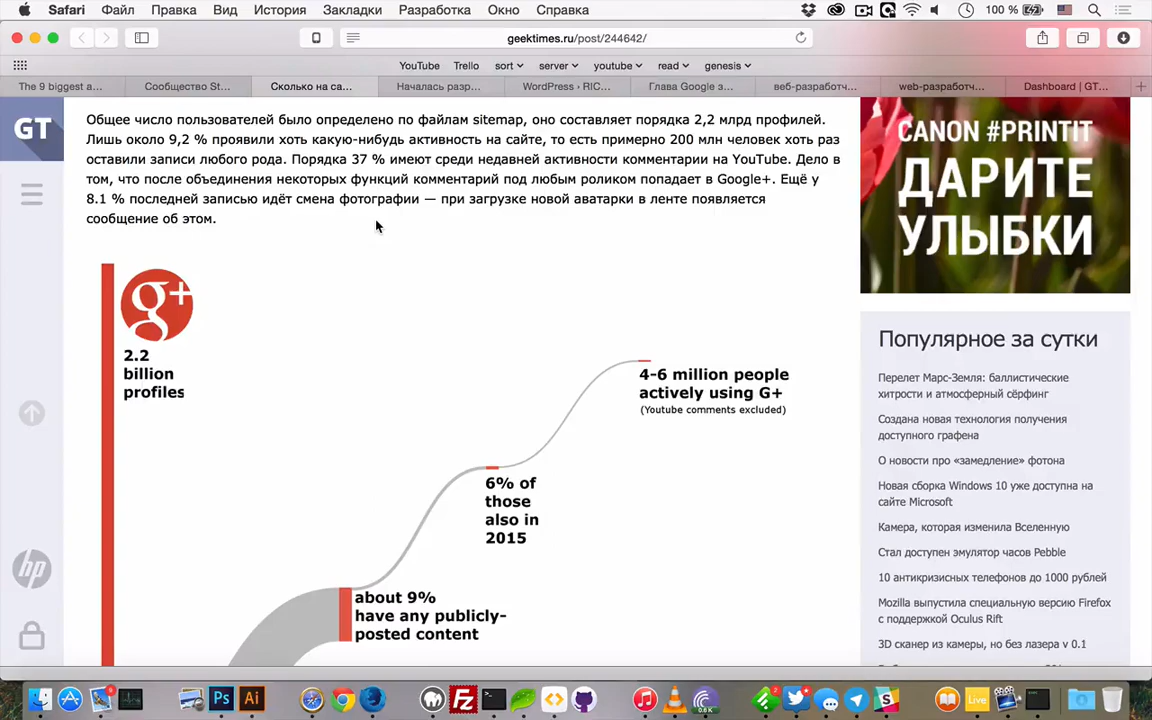 Safari Файл Правка Вид История Закладки Разработка Окно Справка 100 %
geektimes.ru/post/244642/
YouTube Trello sort server youtube read genesis
The 9 biggest a... Сообщество St... Сколько на са... Началась разр... WordPress › RIC... Глава Google з... веб-разработч... web-разработч... Dashboard | GT...
GT
Общее число пользователей было определено по файлам sitemap, оно составляет порядка 2,2 млрд профилей.
Лишь около 9,2 % проявили хоть какую-нибудь активность на сайте, то есть примерно 200 млн человек хоть раз
оставили записи любого рода. Порядка 37 % имеют среди недавней активности комментарии на YouTube. Дело в
том, что после объединения некоторых функций комментарий под любым роликом попадает в Google+. Ещё у
8.1 % последней записью идёт смена фотографии — при загрузке новой аватарки в ленте появляется
сообщение об этом.
g+
2.2
billion
profiles
4-6 million people
actively using G+
(Youtube comments excluded)
6% of
those
also in
2015
about 9%
have any publicly-
posted content
hp
CANON #PRINTIT
ДАРИТЕ
УЛЫБКИ
Популярное за сутки
Перелет Марс-Земля: баллистические
хитрости и атмосферный сёрфинг
Создана новая технология получения
доступного графена
О новости про «замедление» фотона
Новая сборка Windows 10 уже доступна на
сайте Microsoft
Камера, которая изменила Вселенную
Стал доступен эмулятор часов Pebble
10 антикризисных телефонов до 1000 рублей
Mozilla выпустила специальную версию Firefox
с поддержкой Oculus Rift
3D сканер из камеры, но без лазера v 0.1
Ps Ai Fz Live